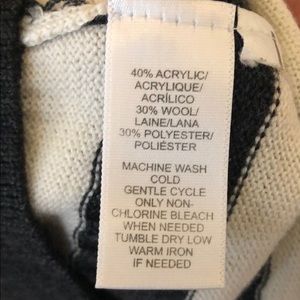 40% ACRYLIC/
ACRYLIQUE/
ACRÍLICO
30% WOOL/
LAINE/LANA
30% POLYESTER/
POLIÉSTER
MACHINE WASH
COLD
GENTLE CYCLE
ONLY NON-
CHLORINE BLEACH
WHEN NEEDED
TUMBLE DRY LOW
WARM IRON
IF NEEDED